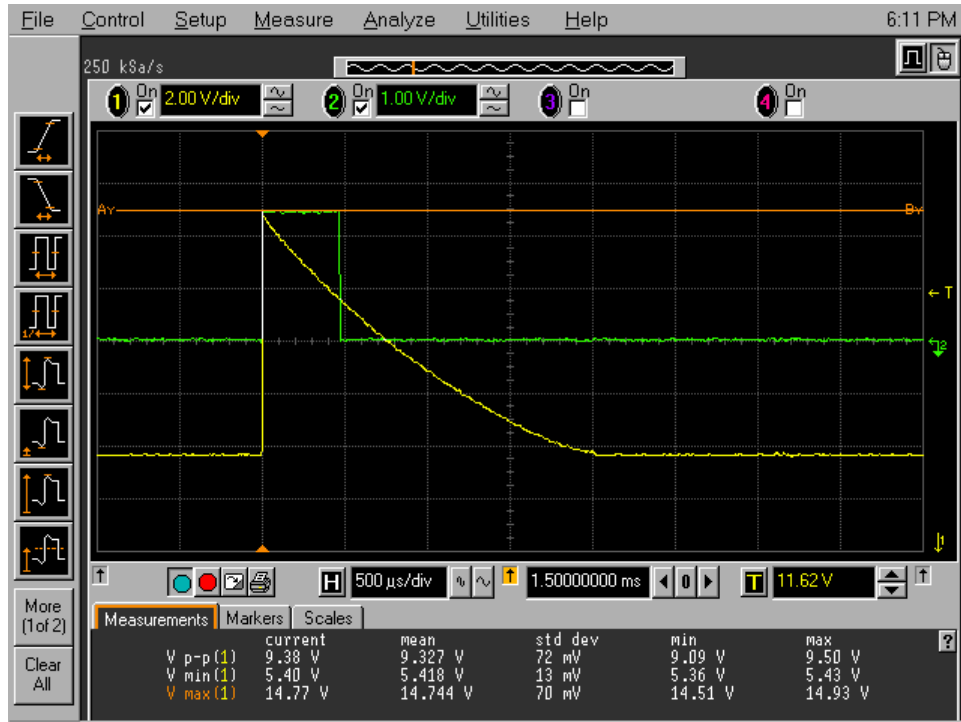 File Control Setup Measure Analyze Utilities Help 6:11 PM
250 kSa/s
1 On 2.00 V/div 2 On 1.00 V/div 3 On 4 On
Ay By
T
2
1/
1
H 500 µs/div 1.50000000 ms 0 T 11.62 V
More
(1of 2)
Clear
All
Measurements Markers Scales
current mean std dev min max ?
V p-p(1) 9.38 V 9.327 V 72 mV 9.09 V 9.50 V
V min(1) 5.40 V 5.418 V 13 mV 5.36 V 5.43 V
V max(1) 14.77 V 14.744 V 70 mV 14.51 V 14.93 V